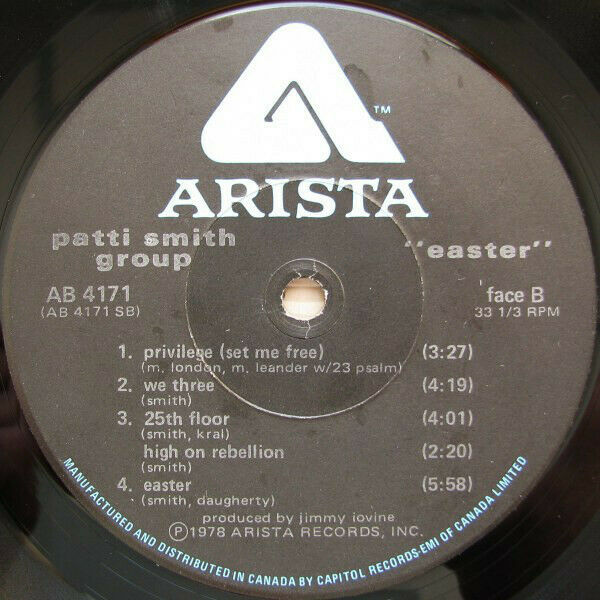 ™
ARISTA
patti smith
group
"easter"
AB 4171
(AB 4171 SB)
face B
33 1/3 RPM
1. privilege (set me free) (3:27)
(m. london, m. leander w/23 psalm)
2. we three (4:19)
(smith)
3. 25th floor (4:01)
(smith, kral)
high on rebellion (2:20)
(smith)
4. easter (5:58)
(smith, daugherty)
produced by jimmy iovine
Ⓟ1978 ARISTA RECORDS, INC.
MANUFACTURED AND DISTRIBUTED IN CANADA BY CAPITOL RECORDS-EMI OF CANADA LIMITED